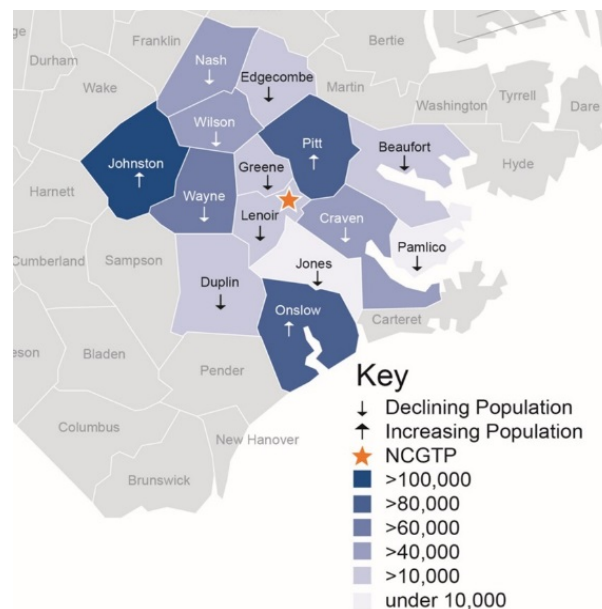 Franklin
Bertie
Durham
Nash
Edgecombe
Martin
Wake
Washington
Tyrrell
Dare
Wilson
Pitt
Beaufort
Hyde
Johnston
Greene
Harnett
Wayne
Lenoir
Craven
Pamlico
Cumberland
Sampson
Jones
Duplin
Onslow
Carteret
eson
Bladen
Pender
Key
↓ Declining Population
↑ Increasing Population
NCGTP
Columbus
New Hanover
>100,000
Brunswick
>80,000
>60,000
>40,000
>10,000
under 10,000